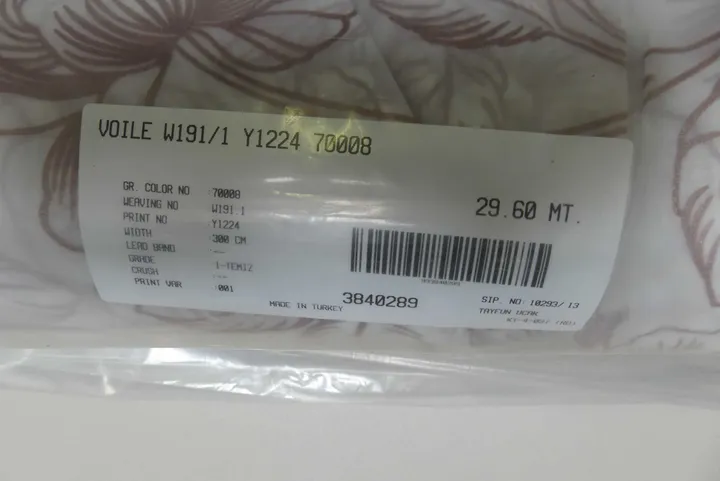 VOILE W191/1 Y1224 70008
GR. COLOR NO :70008
WEAVING NO W191 1
PRINT NO :Y1224
WIDTH 300 CM
LEAD BAND :---
GRADE 1-TEMIZ
CRUSH :---
PRINT VAR :001
29.60 MT.
MADE IN TURKEY
3840289
SIP. NO: 10293/13
TAYFUN UCAK